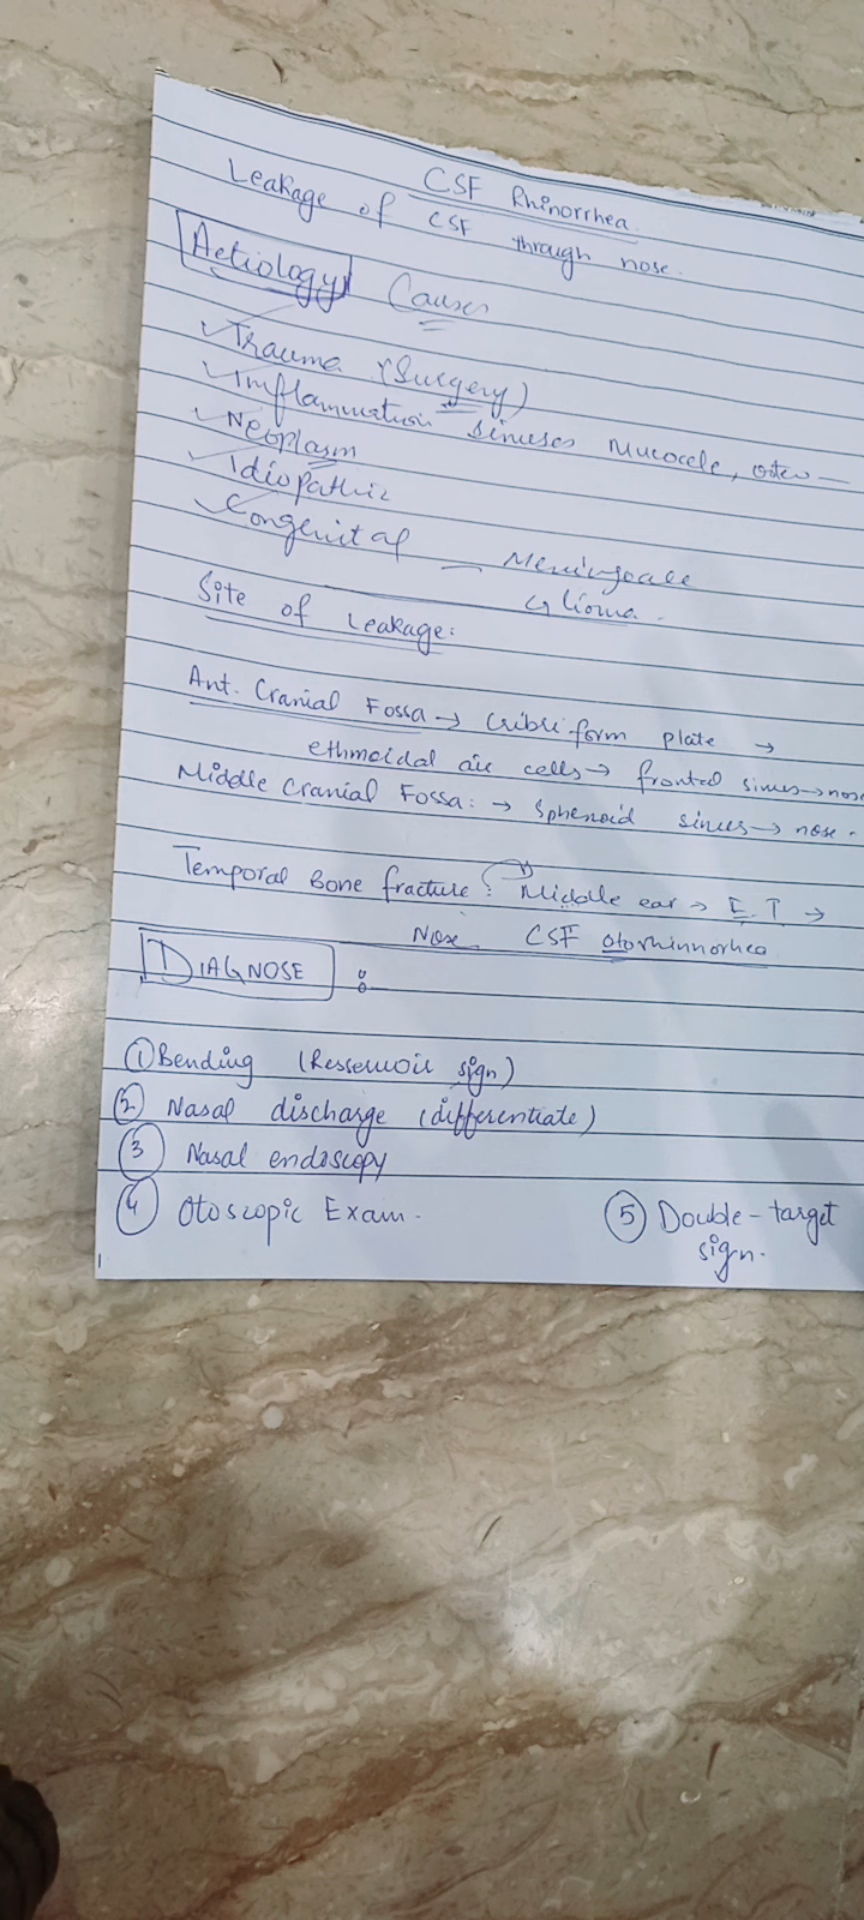 CSF Rhinorrhea
Leakage of CSF through nose.
Aetiology Causes
Trauma (Surgery)
Inflammation sinuses Mucocele, osteo —
Neoplasm
Idiopathic
Congenital — Meningocele
Glioma.
Site of Leakage:
Ant. Cranial Fossa → Cribriform plate →
ethmoidal air cells → frontal sinus → nose
Middle Cranial Fossa: → Sphenoid sinus → nose.
Temporal Bone fracture: Middle ear → E.T →
Nose CSF otorhinnorhea
DIAGNOSE :
① Bending (Resservoir sign)
② Nasal discharge (differentiate)
③ Nasal endoscopy
④ Otoscopic Exam.
⑤ Double-target
sign.